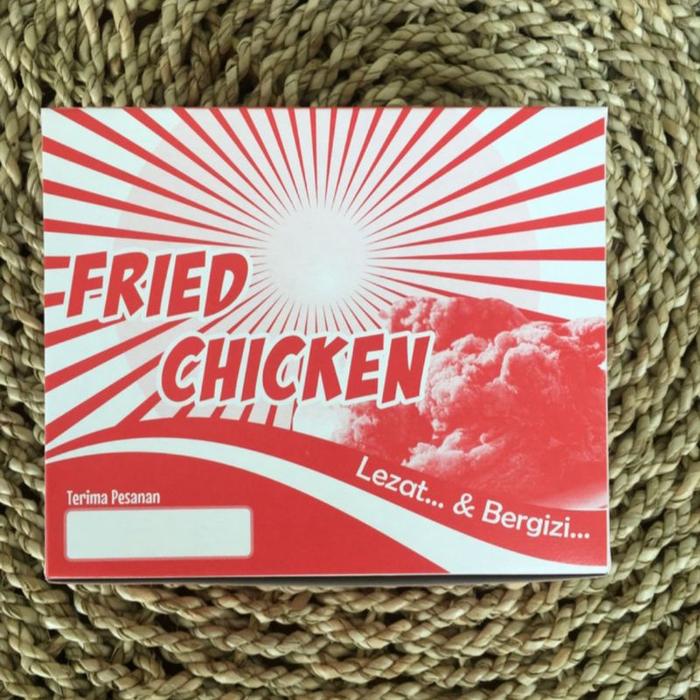 FRIED
CHICKEN
Lezat... & Bergizi...
Terima Pesanan